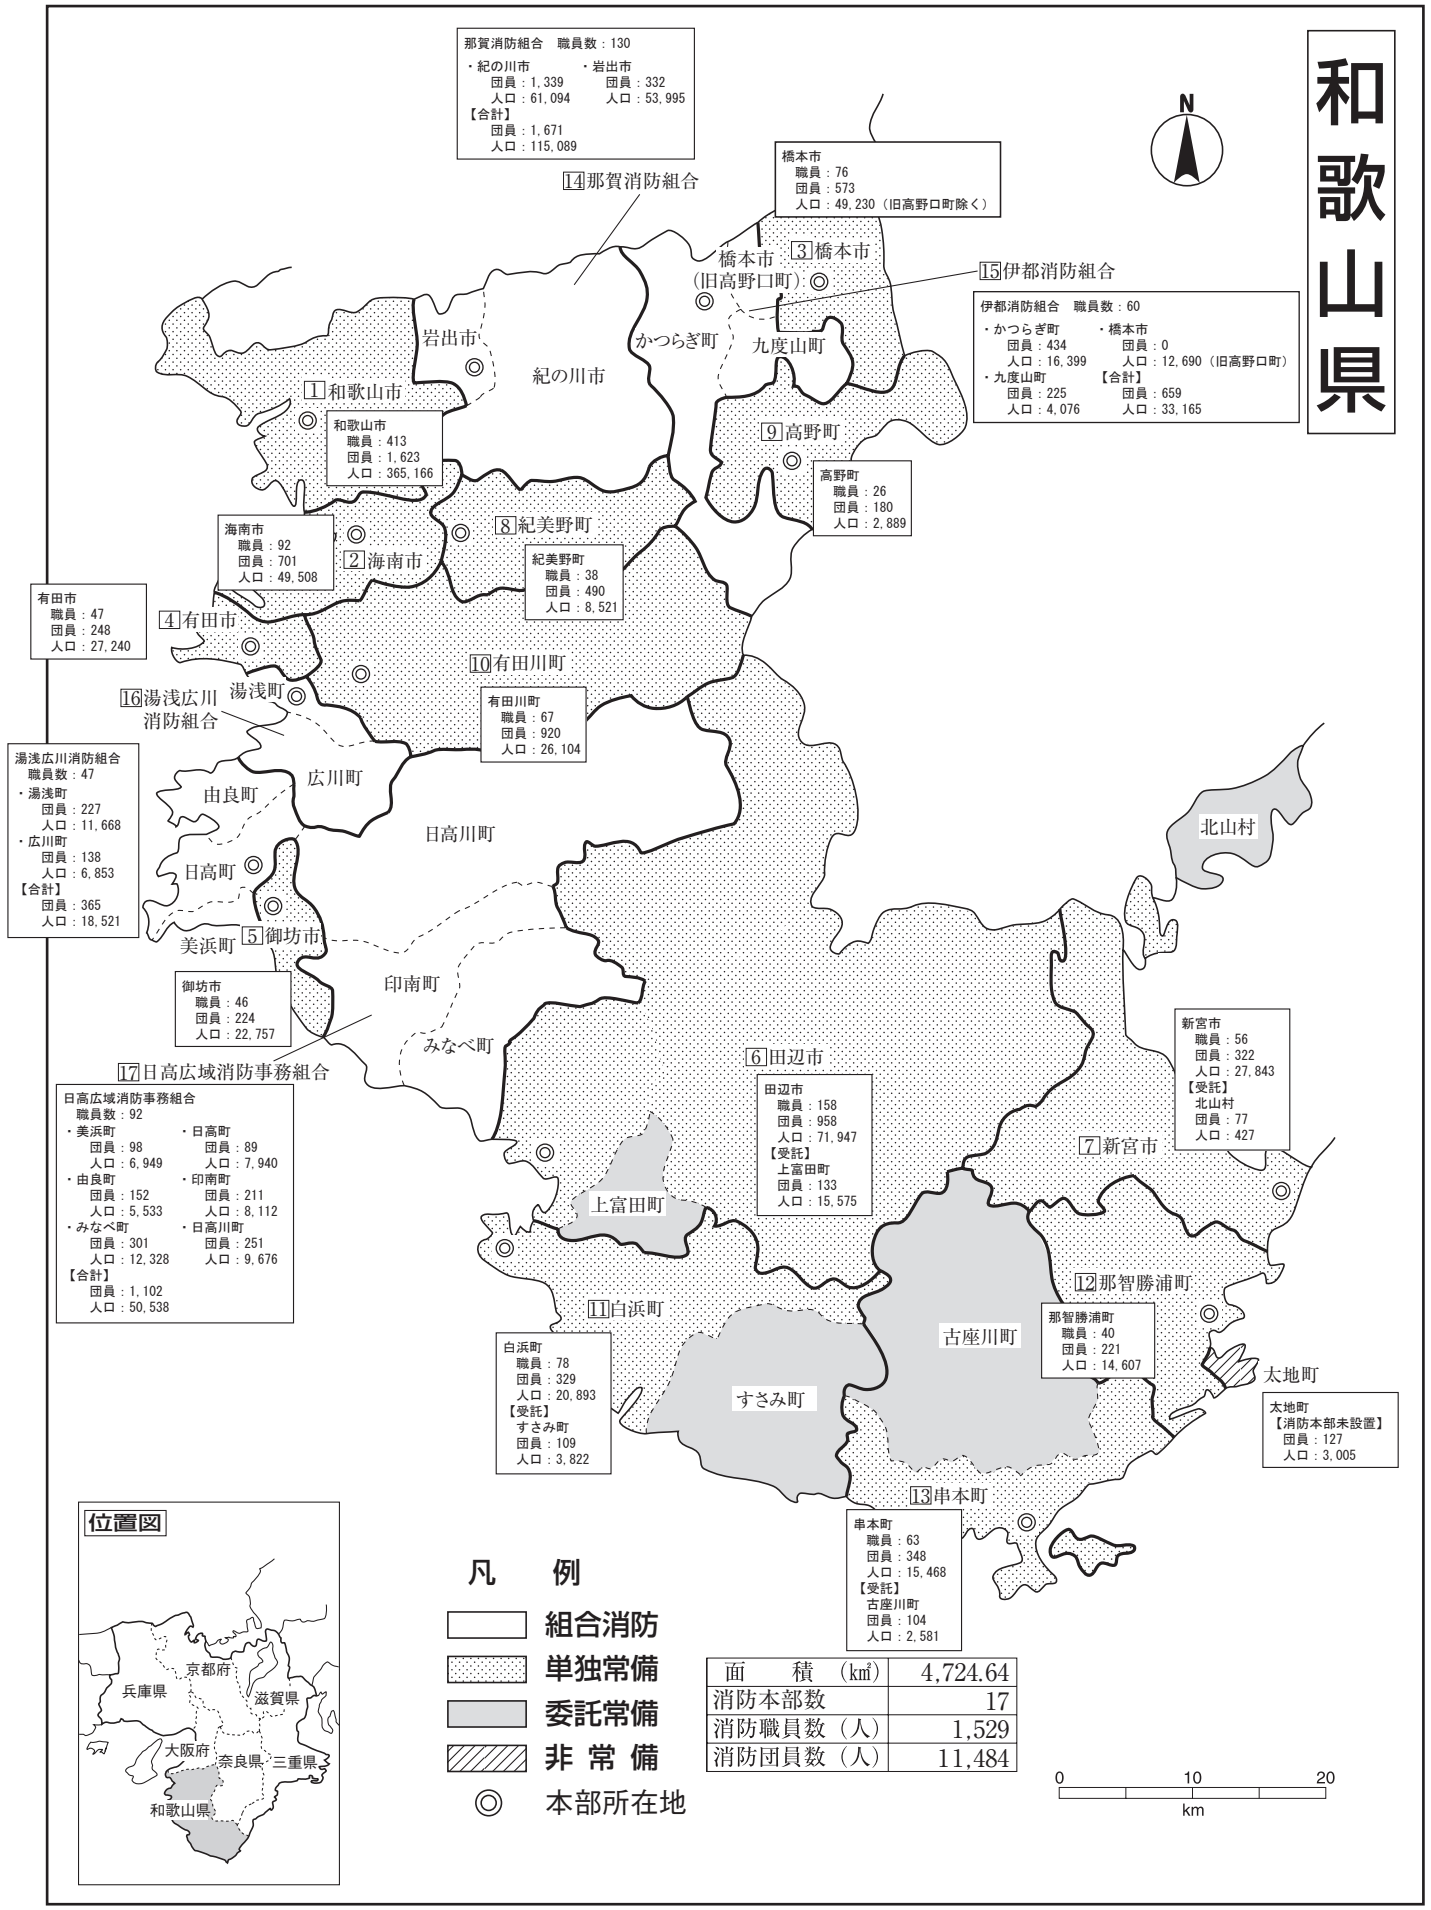 和歌山県
那賀消防組合　職員数：130
・紀の川市　・岩出市
団員：1,339　団員：332
人口：61,094　人口：53,995
【合計】
団員：1,671
人口：115,089
14那賀消防組合
N
橋本市
職員：76
団員：573
人口：49,230（旧高野口町除く）
3橋本市
橋本市
（旧高野口町）
15伊都消防組合
伊都消防組合　職員数：60
・かつらぎ町　・橋本市
団員：434　団員：0
人口：16,399　人口：12,690（旧高野口町）
・九度山町　【合計】
団員：225　団員：659
人口：4,076　人口：33,165
岩出市
かつらぎ町
九度山町
紀の川市
1和歌山市
和歌山市
職員：413
団員：1,623
人口：365,166
9高野町
高野町
職員：26
団員：180
人口：2,889
海南市
職員：92
団員：701
人口：49,508
2海南市
8紀美野町
紀美野町
職員：38
団員：490
人口：8,521
有田市
職員：47
団員：248
人口：27,240
4有田市
10有田川町
有田川町
職員：67
団員：920
人口：26,104
湯浅町
16湯浅広川
消防組合
湯浅広川消防組合
職員数：47
・湯浅町
団員：227
人口：11,668
・広川町
団員：138
人口：6,853
【合計】
団員：365
人口：18,521
広川町
由良町
日高川町
北山村
日高町
美浜町
5御坊市
御坊市
職員：46
団員：224
人口：22,757
印南町
みなべ町
17日高広域消防事務組合
日高広域消防事務組合
職員数：92
・美浜町　・日高町
団員：98　団員：89
人口：6,949　人口：7,940
・由良町　・印南町
団員：152　団員：211
人口：5,533　人口：8,112
・みなべ町　・日高川町
団員：301　団員：251
人口：12,328　人口：9,676
【合計】
団員：1,102
人口：50,538
6田辺市
田辺市
職員：158
団員：958
人口：71,947
【受託】
上富田町
団員：133
人口：15,575
新宮市
職員：56
団員：322
人口：27,843
【受託】
北山村
団員：77
人口：427
7新宮市
上富田町
11白浜町
白浜町
職員：78
団員：329
人口：20,893
【受託】
すさみ町
団員：109
人口：3,822
すさみ町
古座川町
12那智勝浦町
那智勝浦町
職員：40
団員：221
人口：14,607
太地町
太地町
【消防本部未設置】
団員：127
人口：3,005
13串本町
串本町
職員：63
団員：348
人口：15,468
【受託】
古座川町
団員：104
人口：2,581
位置図
京都府
兵庫県
滋賀県
大阪府
奈良県
三重県
和歌山県
凡　例
組合消防
単独常備
委託常備
非常備
本部所在地
面　積（㎢）　4,724.64
消防本部数　17
消防職員数（人）　1,529
消防団員数（人）　11,484
0　10　20
km